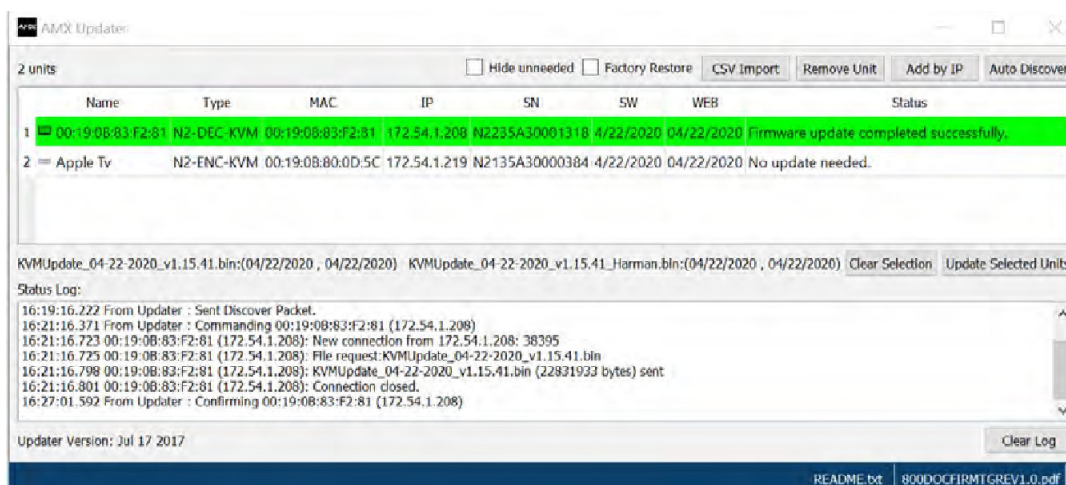 AMX AMX Updater
2 units Hide unneeded Factory Restore CSV Import Remove Unit Add by IP Auto Discover
Name Type MAC IP SN SW WEB Status
1 00:19:0B:83:F2:81 N2-DEC-KVM 00:19:0B:83:F2:81 172.54.1.208 N2235A30001318 4/22/2020 04/22/2020 Firmware update completed successfully.
2 Apple Tv N2-ENC-KVM 00:19:0B:80:0D:5C 172.54.1.219 N2135A30000384 4/22/2020 04/22/2020 No update needed.
KVMUpdate_04-22-2020_v1.15.41.bin:(04/22/2020 , 04/22/2020) KVMUpdate_04-22-2020_v1.15.41_Harman.bin:(04/22/2020 , 04/22/2020) Clear Selection Update Selected Units
Status Log:
16:19:16.222 From Updater : Sent Discover Packet.
16:21:16.371 From Updater : Commanding 00:19:0B:83:F2:81 (172.54.1.208)
16:21:16.723 00:19:0B:83:F2:81 (172.54.1.208): New connection from 172.54.1.208: 38395
16:21:16.725 00:19:0B:83:F2:81 (172.54.1.208): File request:KVMUpdate_04-22-2020_v1.15.41.bin
16:21:16.798 00:19:0B:83:F2:81 (172.54.1.208): KVMUpdate_04-22-2020_v1.15.41.bin (22831933 bytes) sent
16:21:16.801 00:19:0B:83:F2:81 (172.54.1.208): Connection closed.
16:27:01.592 From Updater : Confirming 00:19:0B:83:F2:81 (172.54.1.208)
Updater Version: Jul 17 2017 Clear Log
README.txt 800DOCFIRMTGREV1.0.pdf